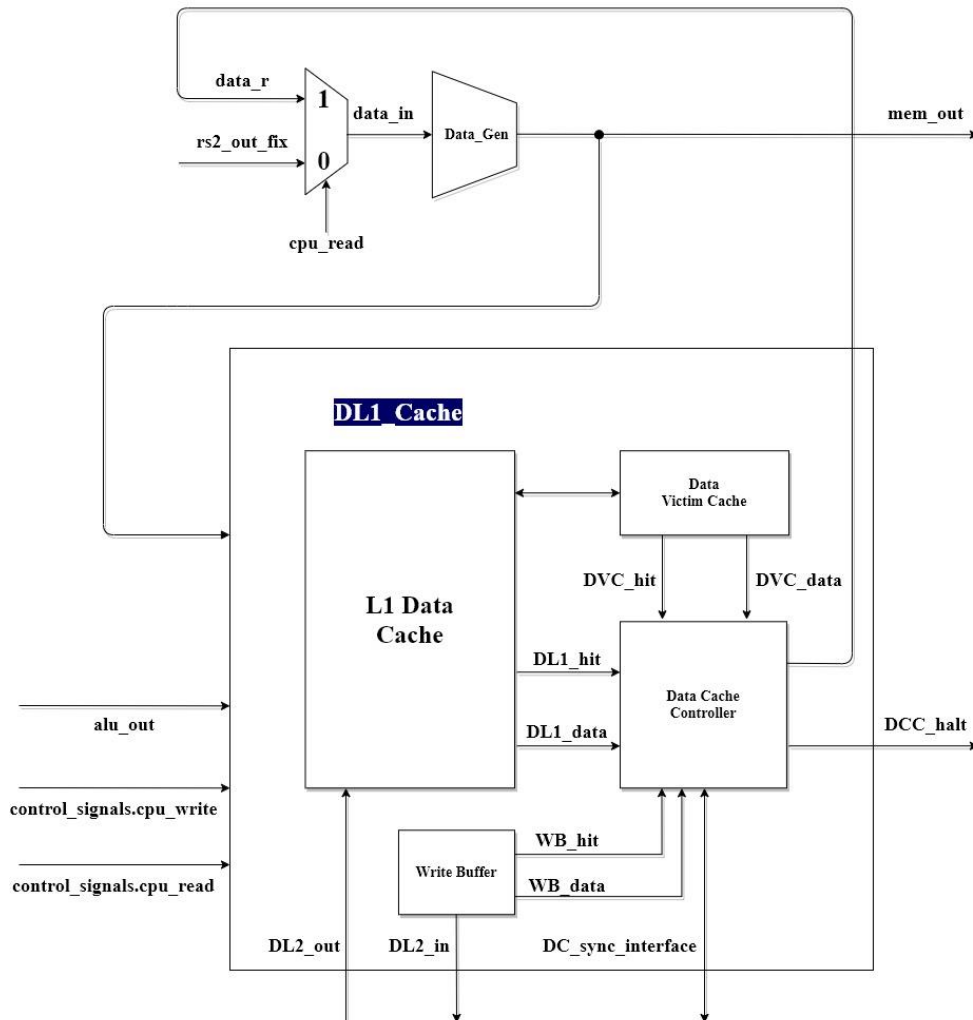 data_r
1
data_in
Data_Gen
mem_out
rs2_out_fix
0
cpu_read
DL1_Cache
Data
Victim Cache
DVC_hit
DVC_data
L1 Data
Cache
DL1_hit
Data Cache
Controller
alu_out
DL1_data
DCC_halt
control_signals.cpu_write
WB_hit
Write Buffer
WB_data
control_signals.cpu_read
DL2_out
DL2_in
DC_sync_interface